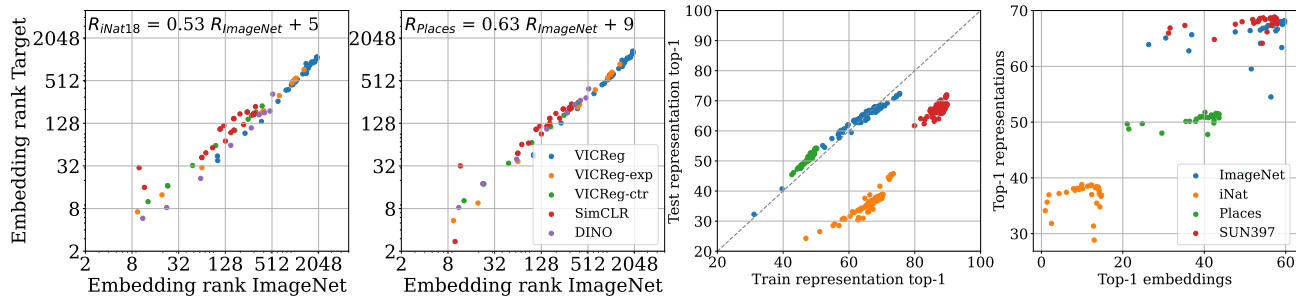 R_iNat18 = 0.53 R_ImageNet + 5
Embedding rank Target
2048
512
128
32
8
2
2 8 32 128 512 2048
Embedding rank ImageNet
R_Places = 0.63 R_ImageNet + 9
2048
512
128
32
8
2
VICReg
VICReg-exp
VICReg-ctr
SimCLR
DINO
2 8 32 128 512 2048
Embedding rank ImageNet
Test representation top-1
100
90
80
70
60
50
40
30
20
20 40 60 80 100
Train representation top-1
Top-1 representations
70
60
50
40
30
ImageNet
iNat
Places
SUN397
0 20 40 60
Top-1 embeddings